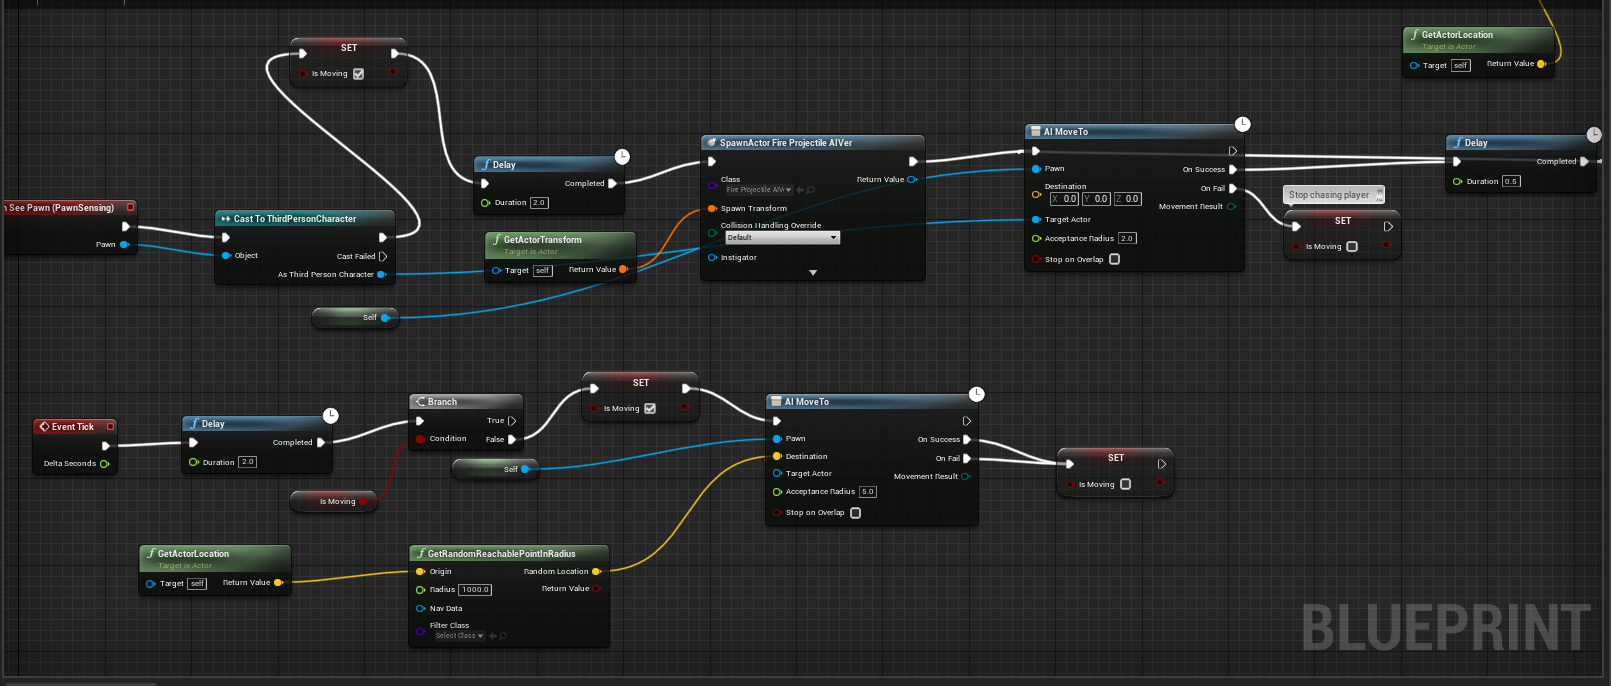 SET
Is Moving
GetActorLocation
Target is Actor
Target self Return Value
Delay
Completed
Duration 2.0
SpawnActor Fire Projectile AIVer
Class Return Value
Fire Projectile AIV
Spawn Transform
Collision Handling Override
Default
Instigator
AI MoveTo
Pawn On Success
Destination On Fail
X 0.0 Y 0.0 Z 0.0
Movement Result
Target Actor
Acceptance Radius 2.0
Stop on Overlap
Delay
Completed
Duration 0.5
Stop chasing player
SET
Is Moving
n See Pawn (PawnSensing)
Pawn
Cast To ThirdPersonCharacter
Object Cast Failed
As Third Person Character
GetActorTransform
Target is Actor
Target self Return Value
Self
SET
Is Moving
Event Tick
Delta Seconds
Delay
Completed
Duration 2.0
Branch
True
Condition False
Self
Is Moving
AI MoveTo
Pawn On Success
Destination On Fail
Target Actor Movement Result
Acceptance Radius 5.0
Stop on Overlap
SET
Is Moving
GetActorLocation
Target is Actor
Target self Return Value
GetRandomReachablePointInRadius
Origin Random Location
Radius 1000.0 Return Value
Nav Data
Filter Class
Select Class
BLUEPRINT